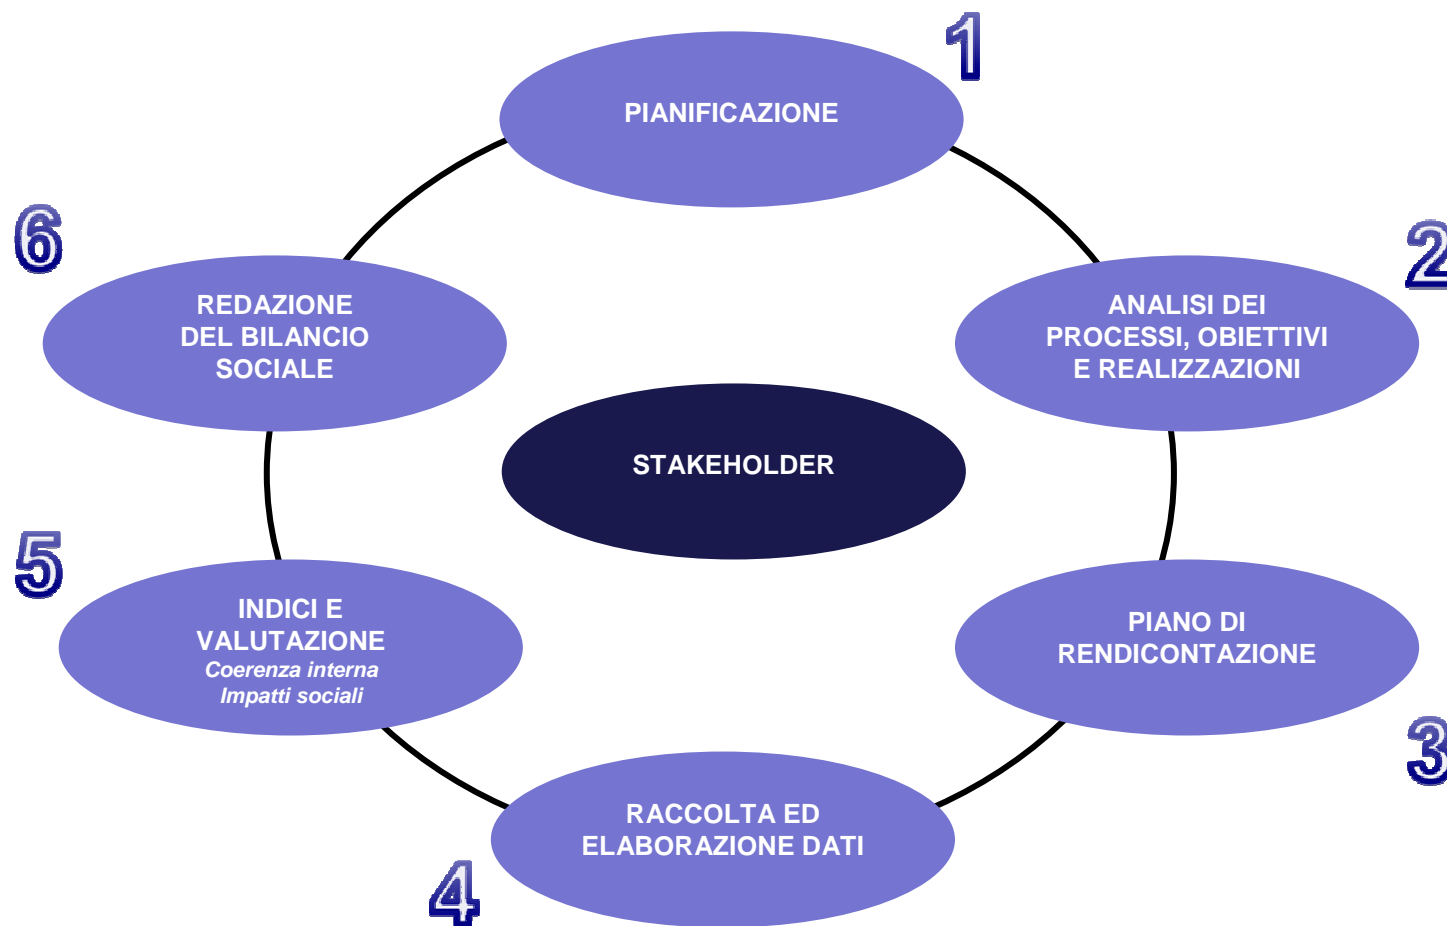 1
PIANIFICAZIONE
2
ANALISI DEI
PROCESSI, OBIETTIVI
E REALIZZAZIONI
6
REDAZIONE
DEL BILANCIO
SOCIALE
STAKEHOLDER
5
INDICI E
VALUTAZIONE
Coerenza interna
Impatti sociali
PIANO DI
RENDICONTAZIONE
3
RACCOLTA ED
ELABORAZIONE DATI
4